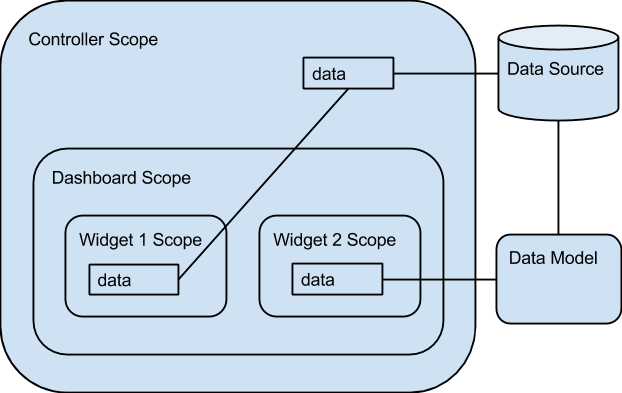 Controller Scope
data
Data Source
Dashboard Scope
Widget 1 Scope
Widget 2 Scope
data
data
Data Model